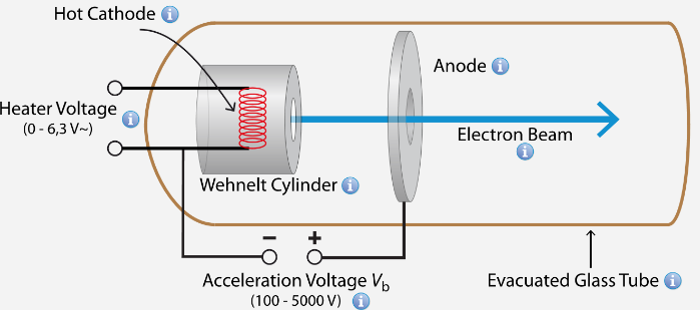 Hot Cathode i
Anode i
Heater Voltage i
(0 - 6,3 V~)
Electron Beam
i
Wehnelt Cylinder i
− +
Acceleration Voltage Vb
(100 - 5000 V) i
Evacuated Glass Tube i